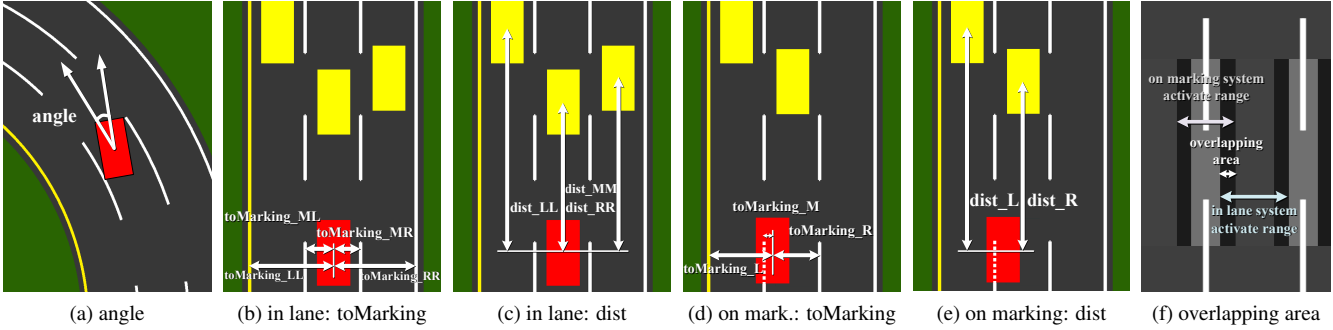 angle
toMarking_ML
toMarking_MR
toMarking_LL
toMarking_RR
dist_MM
dist_LL
dist_RR
toMarking_M
toMarking_R
toMarking_L
dist_L
dist_R
on marking system
activate range
overlapping
area
in lane system
activate range
(a) angle
(b) in lane: toMarking
(c) in lane: dist
(d) on mark.: toMarking
(e) on marking: dist
(f) overlapping area